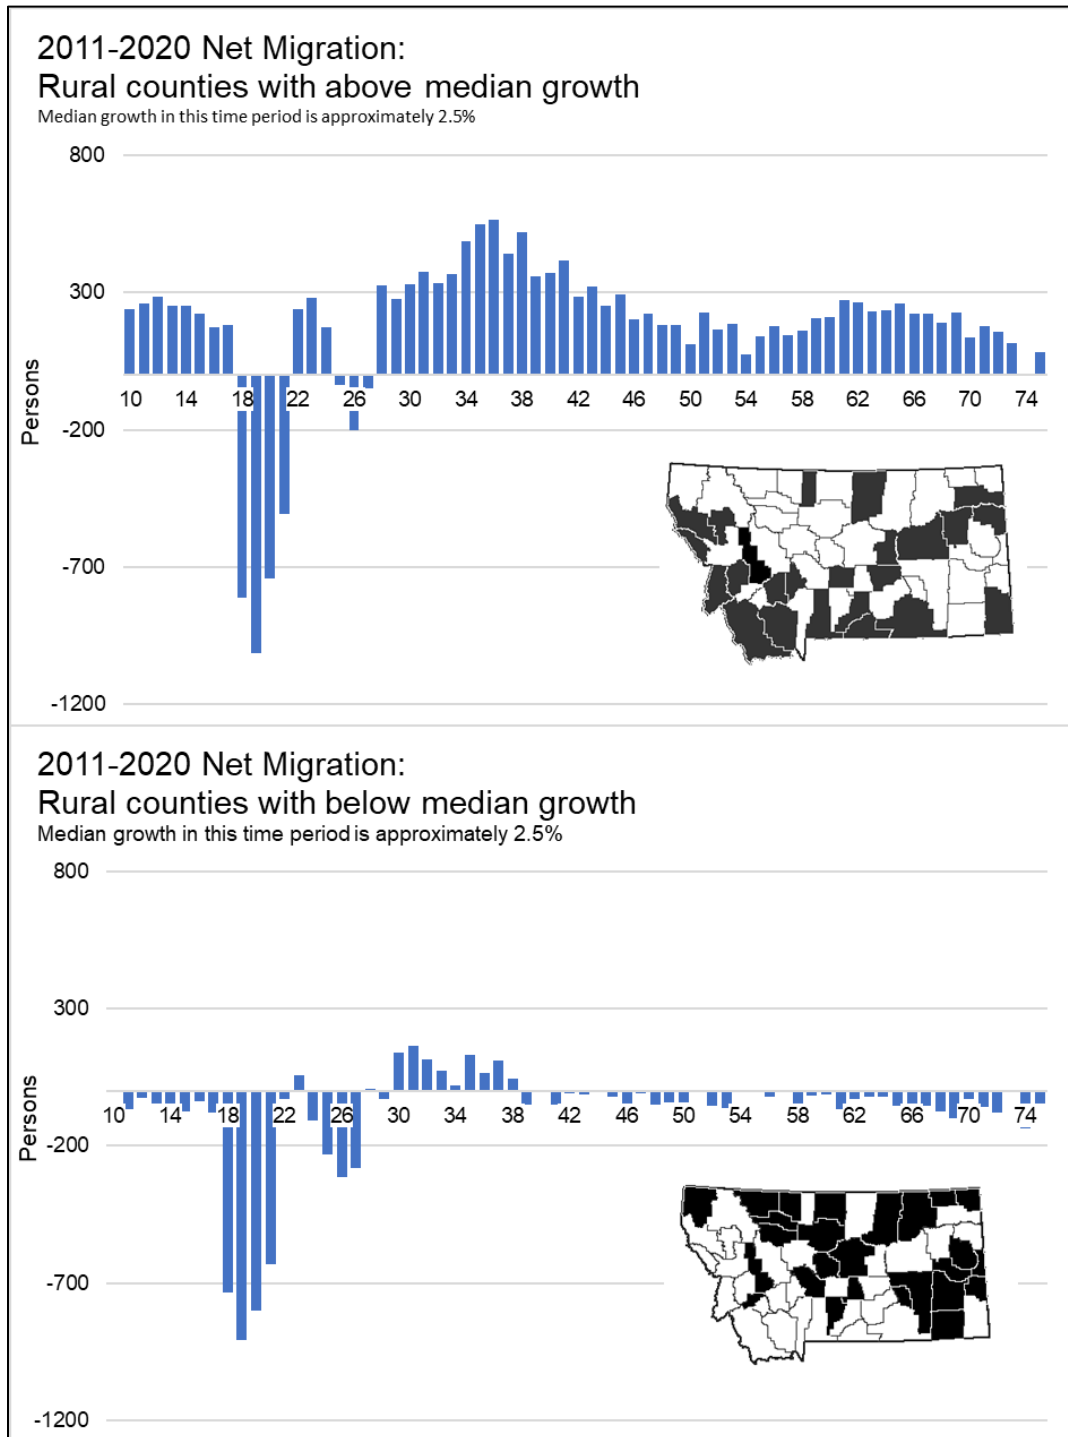 2011-2020 Net Migration:
Rural counties with above median growth
Median growth in this time period is approximately 2.5%
800
300
10 14 18 22 26 30 34 38 42 46 50 54 58 62 66 70 74
Persons
-200
-700
-1200
2011-2020 Net Migration:
Rural counties with below median growth
Median growth in this time period is approximately 2.5%
800
300
10 14 18 22 26 30 34 38 42 46 50 54 58 62 66 70 74
Persons
-200
-700
-1200